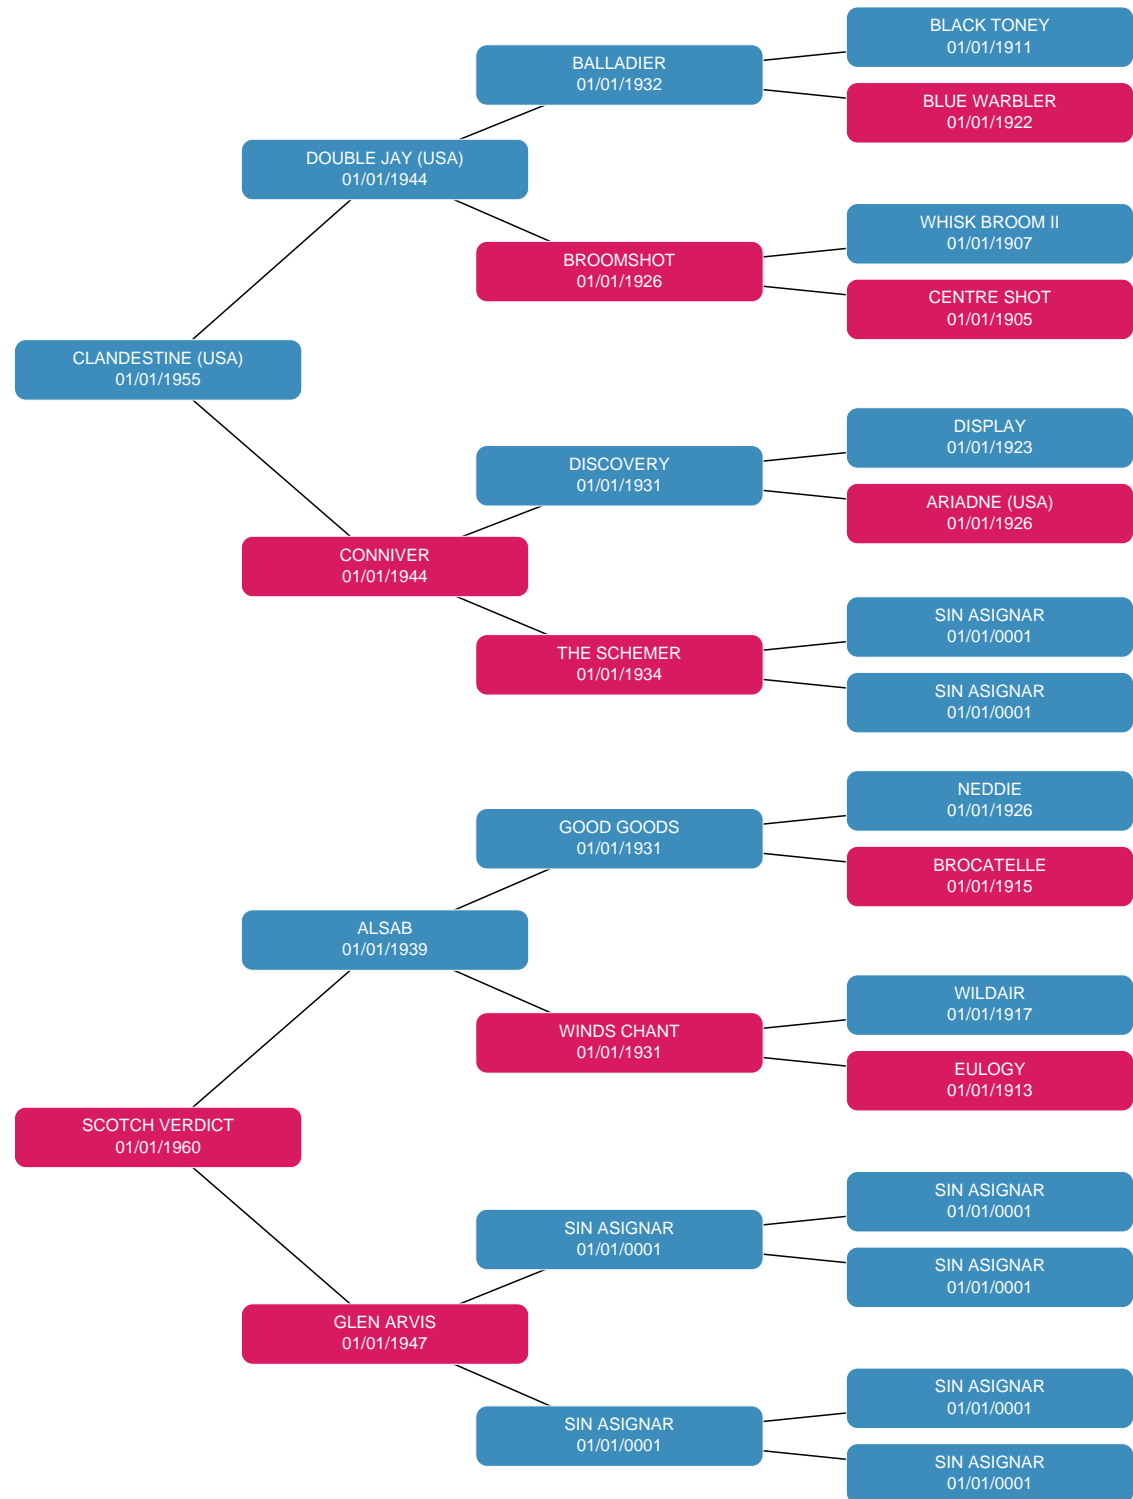 BLACK TONEY
01/01/1911
BALLADIER
01/01/1932
BLUE WARBLER
01/01/1922
DOUBLE JAY (USA)
01/01/1944
WHISK BROOM II
01/01/1907
BROOMSHOT
01/01/1926
CENTRE SHOT
01/01/1905
CLANDESTINE (USA)
01/01/1955
DISPLAY
01/01/1923
DISCOVERY
01/01/1931
ARIADNE (USA)
01/01/1926
CONNIVER
01/01/1944
SIN ASIGNAR
01/01/0001
THE SCHEMER
01/01/1934
SIN ASIGNAR
01/01/0001
NEDDIE
01/01/1926
GOOD GOODS
01/01/1931
BROCATELLE
01/01/1915
ALSAB
01/01/1939
WILDAIR
01/01/1917
WINDS CHANT
01/01/1931
EULOGY
01/01/1913
SCOTCH VERDICT
01/01/1960
SIN ASIGNAR
01/01/0001
SIN ASIGNAR
01/01/0001
SIN ASIGNAR
01/01/0001
GLEN ARVIS
01/01/1947
SIN ASIGNAR
01/01/0001
SIN ASIGNAR
01/01/0001
SIN ASIGNAR
01/01/0001